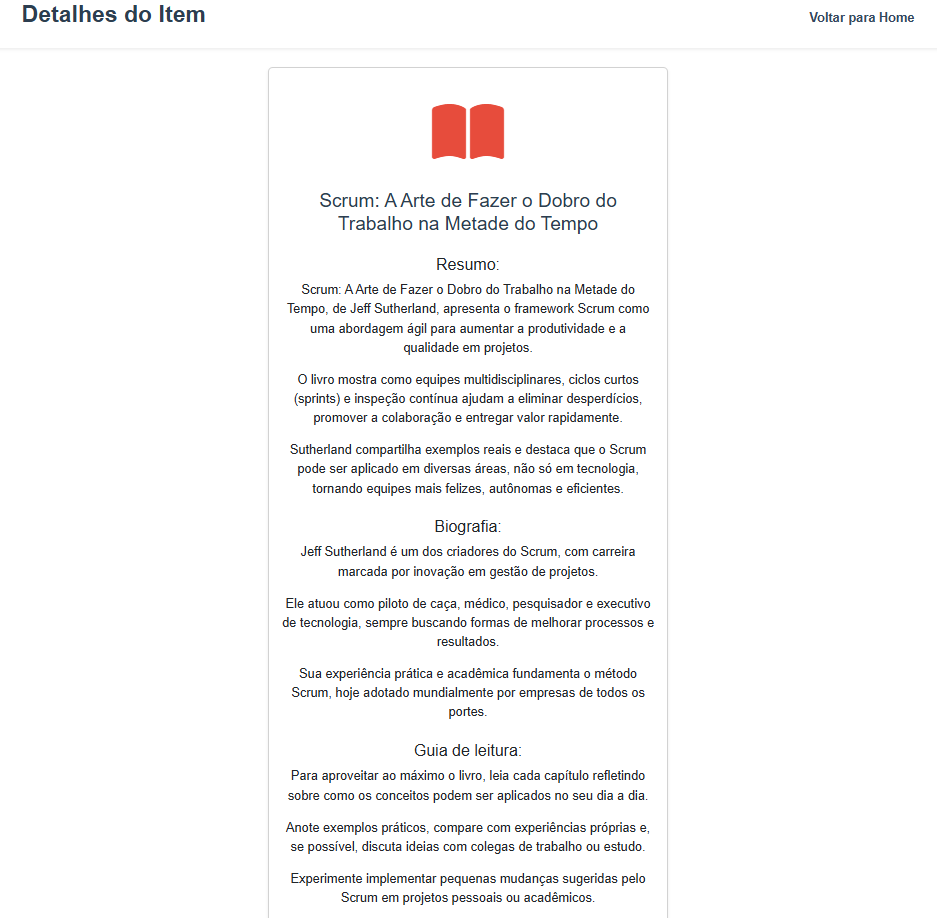 Detalhes do Item
Voltar para Home
Scrum: A Arte de Fazer o Dobro do
Trabalho na Metade do Tempo
Resumo:
Scrum: A Arte de Fazer o Dobro do Trabalho na Metade do
Tempo, de Jeff Sutherland, apresenta o framework Scrum como
uma abordagem ágil para aumentar a produtividade e a
qualidade em projetos.
O livro mostra como equipes multidisciplinares, ciclos curtos
(sprints) e inspeção contínua ajudam a eliminar desperdícios,
promover a colaboração e entregar valor rapidamente.
Sutherland compartilha exemplos reais e destaca que o Scrum
pode ser aplicado em diversas áreas, não só em tecnologia,
tornando equipes mais felizes, autônomas e eficientes.
Biografia:
Jeff Sutherland é um dos criadores do Scrum, com carreira
marcada por inovação em gestão de projetos.
Ele atuou como piloto de caça, médico, pesquisador e executivo
de tecnologia, sempre buscando formas de melhorar processos e
resultados.
Sua experiência prática e acadêmica fundamenta o método
Scrum, hoje adotado mundialmente por empresas de todos os
portes.
Guia de leitura:
Para aproveitar ao máximo o livro, leia cada capítulo refletindo
sobre como os conceitos podem ser aplicados no seu dia a dia.
Anote exemplos práticos, compare com experiências próprias e,
se possível, discuta ideias com colegas de trabalho ou estudo.
Experimente implementar pequenas mudanças sugeridas pelo
Scrum em projetos pessoais ou acadêmicos.